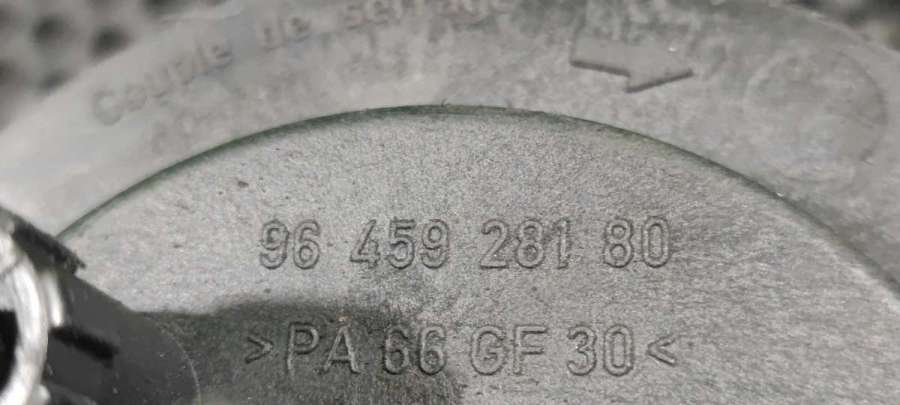 Couple de serrage
96 459 281 80
>PA 66 GF 30<